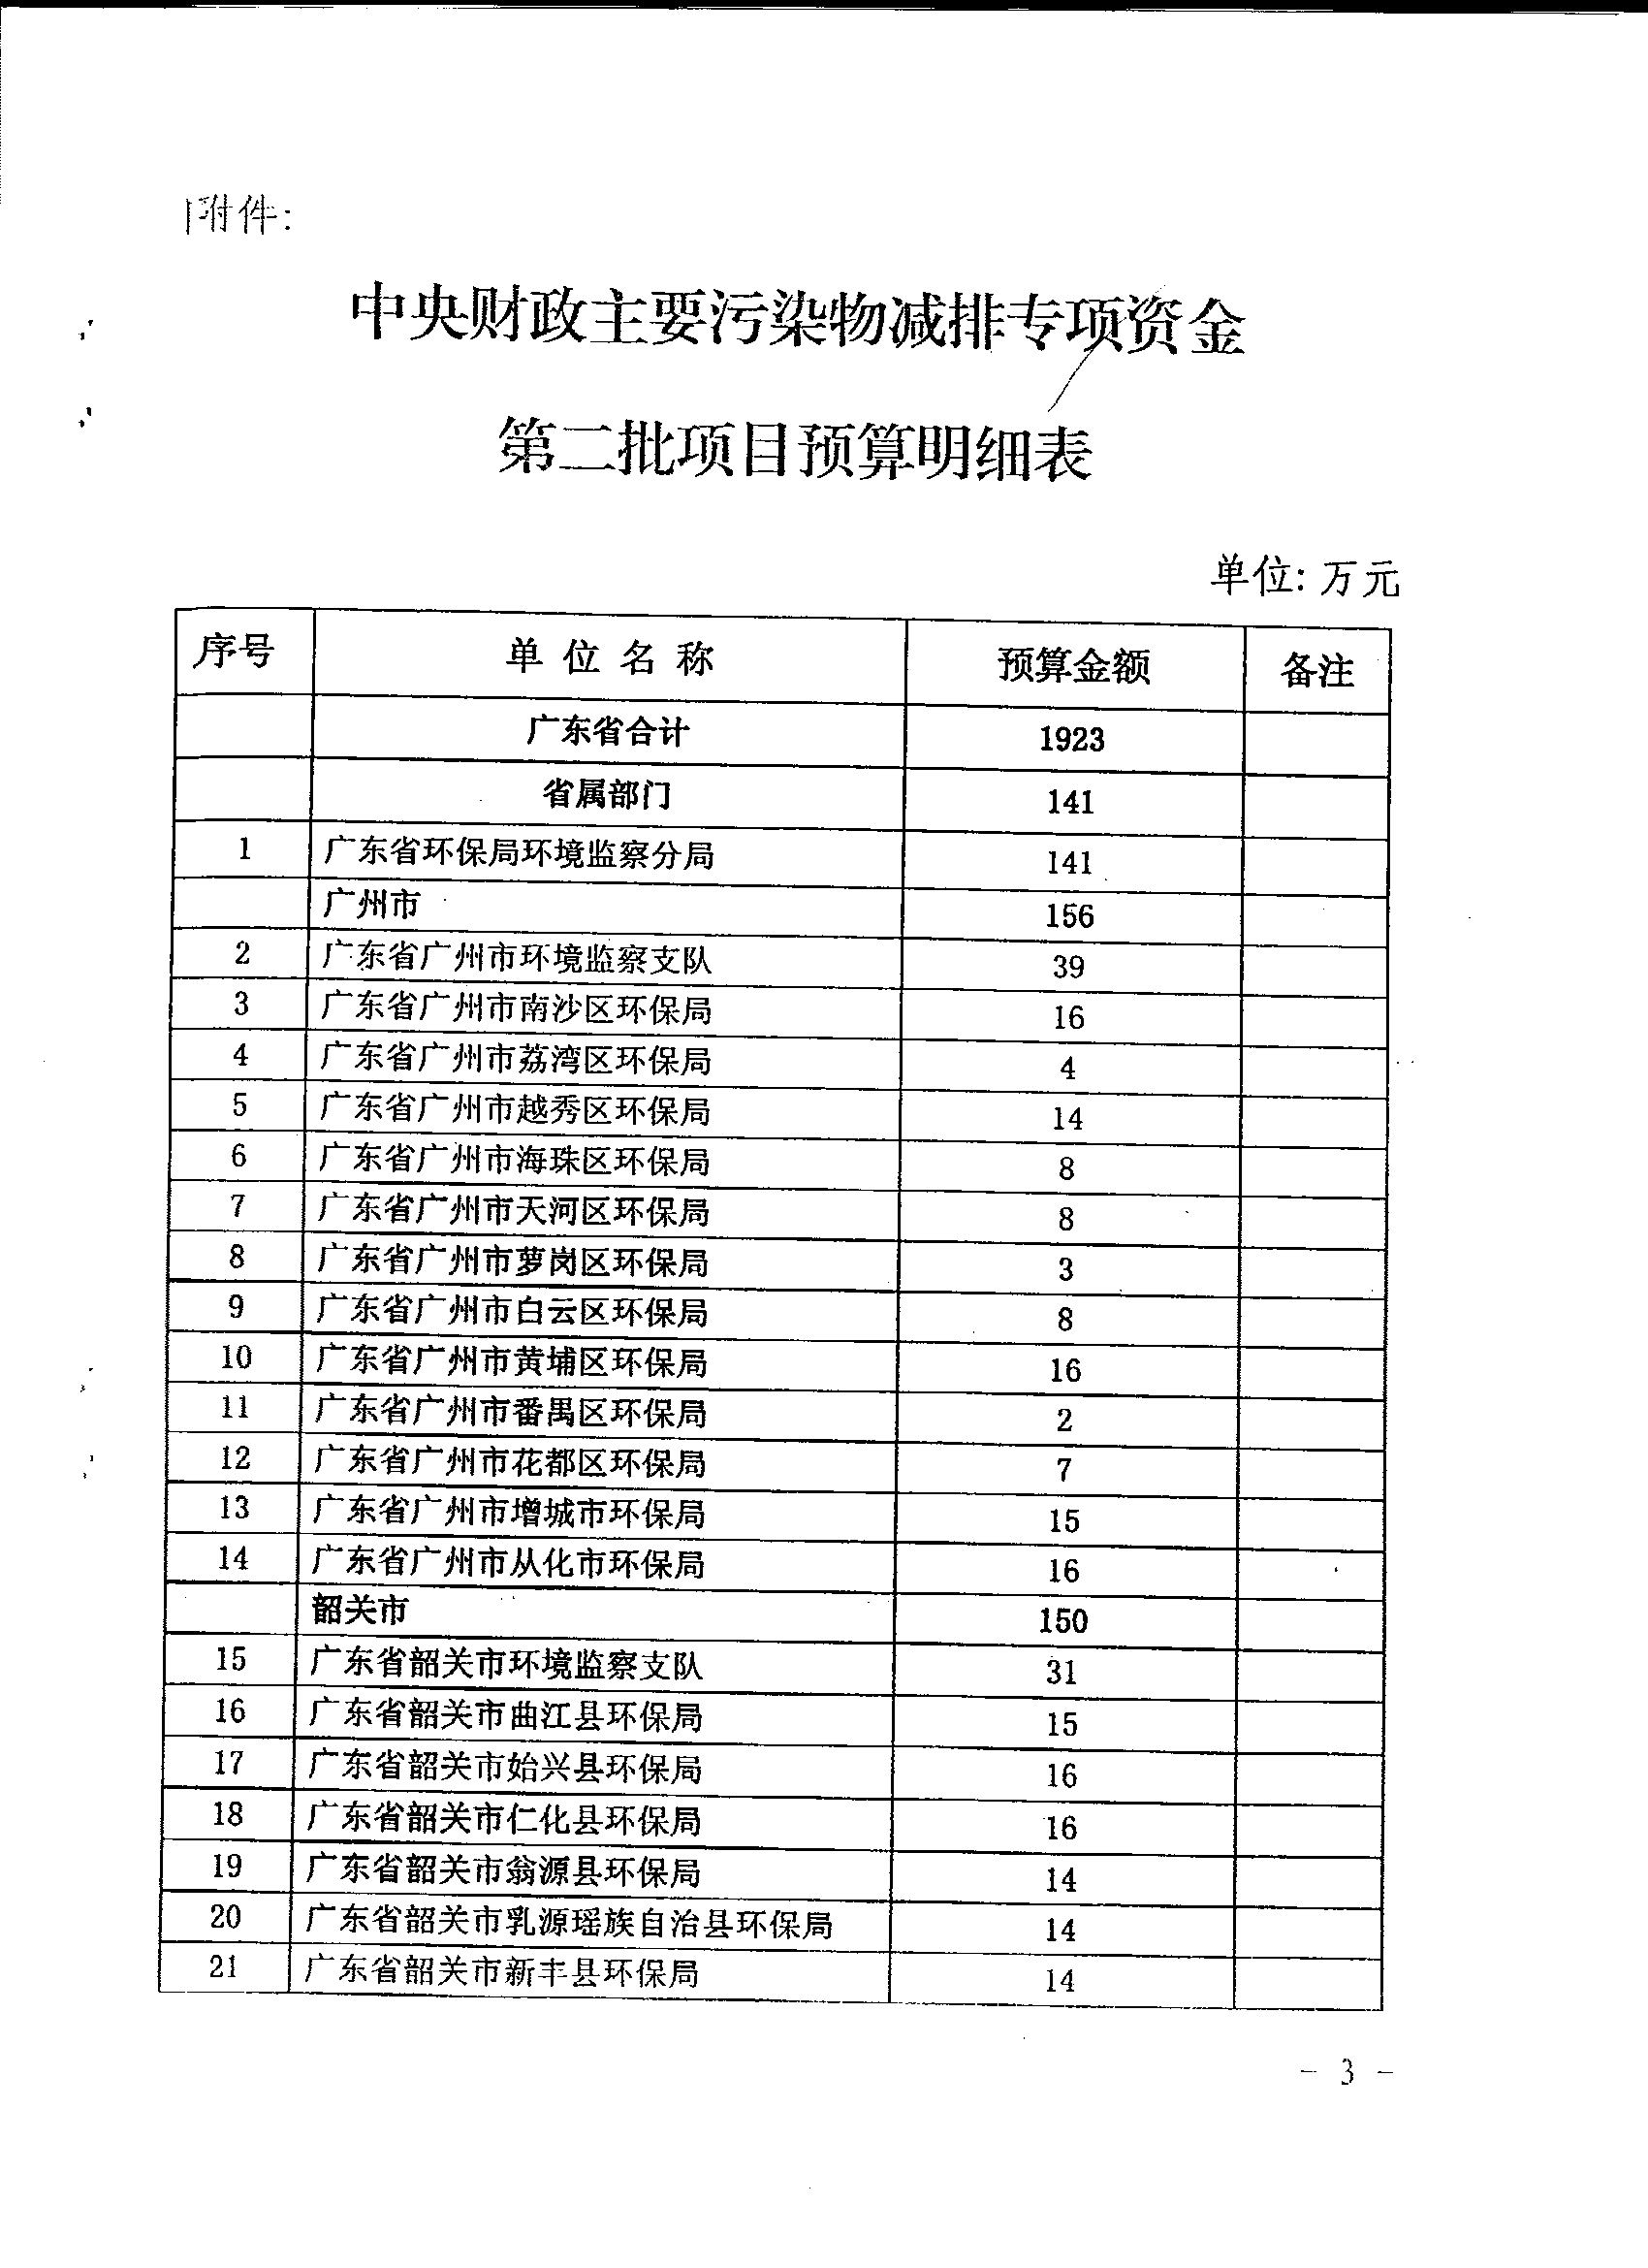 附件:
中央财政主要污染物减排专项资金
第二批项目预算明细表
单位: 万元
序号 单位名称 预算金额 备注
广东省合计 1923
省属部门 141
1 广东省环保局环境监察分局 141
广州市 156
2 广东省广州市环境监察支队 39
3 广东省广州市南沙区环保局 16
4 广东省广州市荔湾区环保局 4
5 广东省广州市越秀区环保局 14
6 广东省广州市海珠区环保局 8
7 广东省广州市天河区环保局 8
8 广东省广州市萝岗区环保局 3
9 广东省广州市白云区环保局 8
10 广东省广州市黄埔区环保局 16
11 广东省广州市番禺区环保局 2
12 广东省广州市花都区环保局 7
13 广东省广州市增城市环保局 15
14 广东省广州市从化市环保局 16
韶关市 150
15 广东省韶关市环境监察支队 31
16 广东省韶关市曲江县环保局 15
17 广东省韶关市始兴县环保局 16
18 广东省韶关市仁化县环保局 16
19 广东省韶关市翁源县环保局 14
20 广东省韶关市乳源瑶族自治县环保局 14
21 广东省韶关市新丰县环保局 14
- 3 -